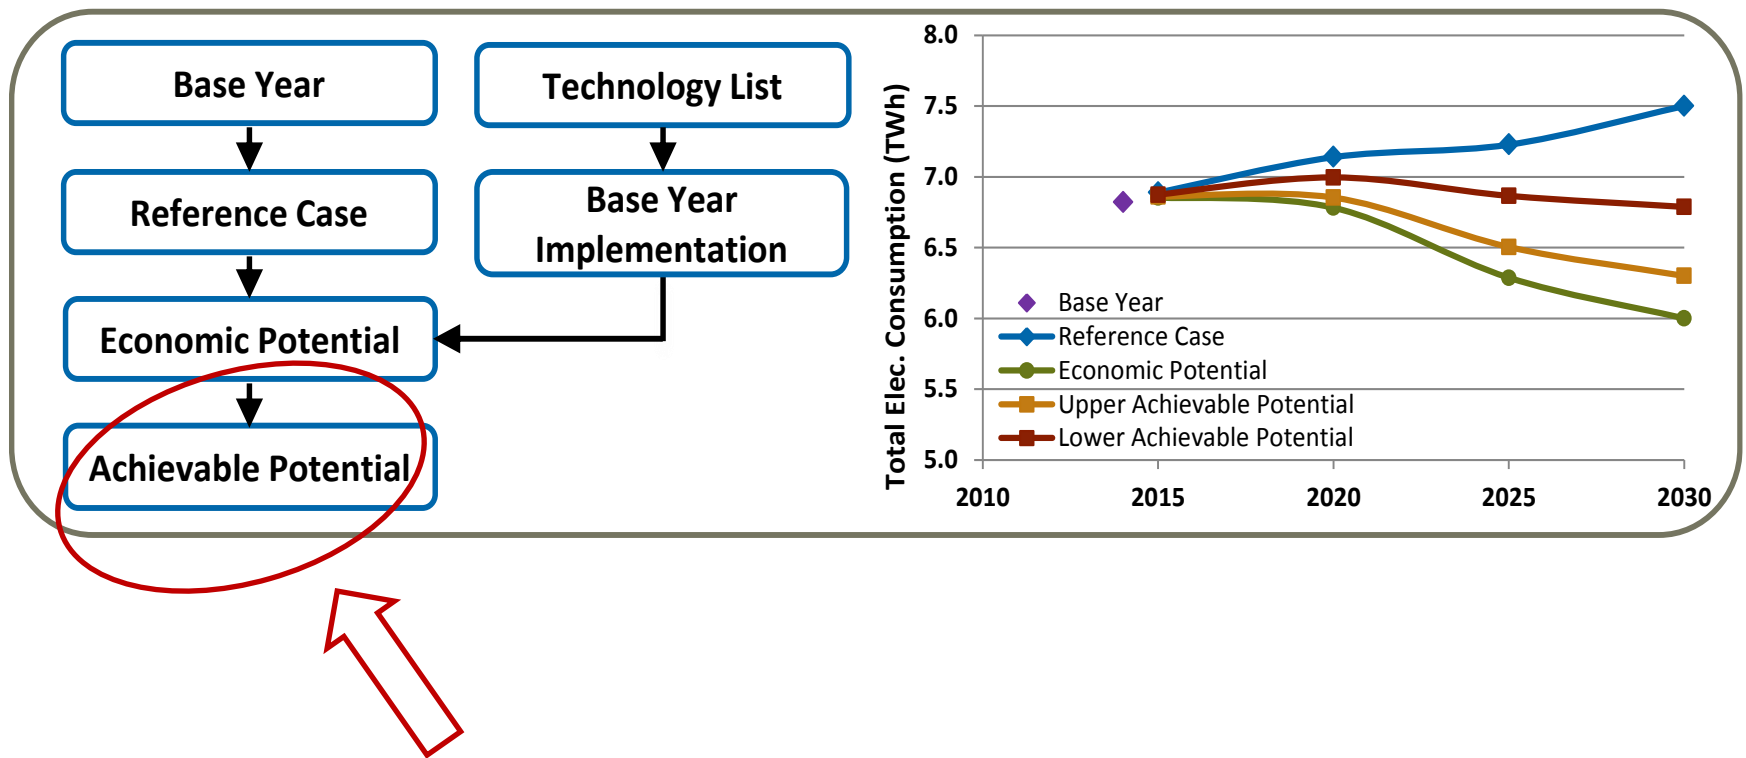 Base Year
Technology List
Reference Case
Base Year
Implementation
Economic Potential
Achievable Potential
Total Elec. Consumption (TWh)
8.0
7.5
7.0
6.5
6.0
5.5
5.0
2010
2015
2020
2025
2030
Base Year
Reference Case
Economic Potential
Upper Achievable Potential
Lower Achievable Potential